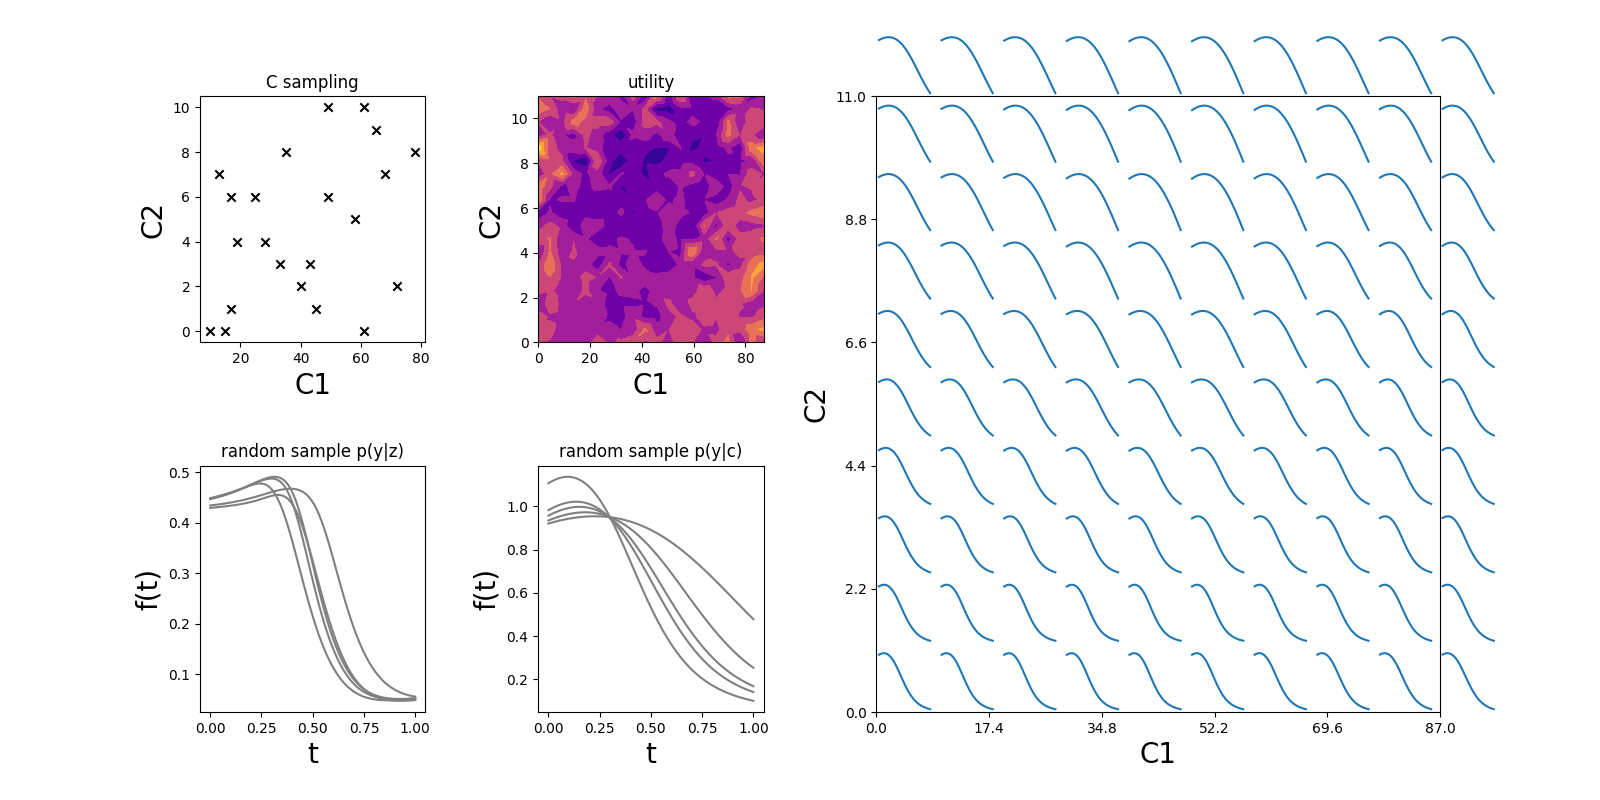 C sampling
10
8
6
4
2
0
20 40 60 80
C1
C2
utility
10
8
6
4
2
0
0 20 40 60 80
C1
C2
random sample p(y|z)
0.5
0.4
0.3
0.2
0.1
0.00 0.25 0.50 0.75 1.00
t
f(t)
random sample p(y|c)
1.0
0.8
0.6
0.4
0.2
0.00 0.25 0.50 0.75 1.00
t
f(t)
11.0
8.8
6.6
4.4
2.2
0.0
0.0 17.4 34.8 52.2 69.6 87.0
C1
C2